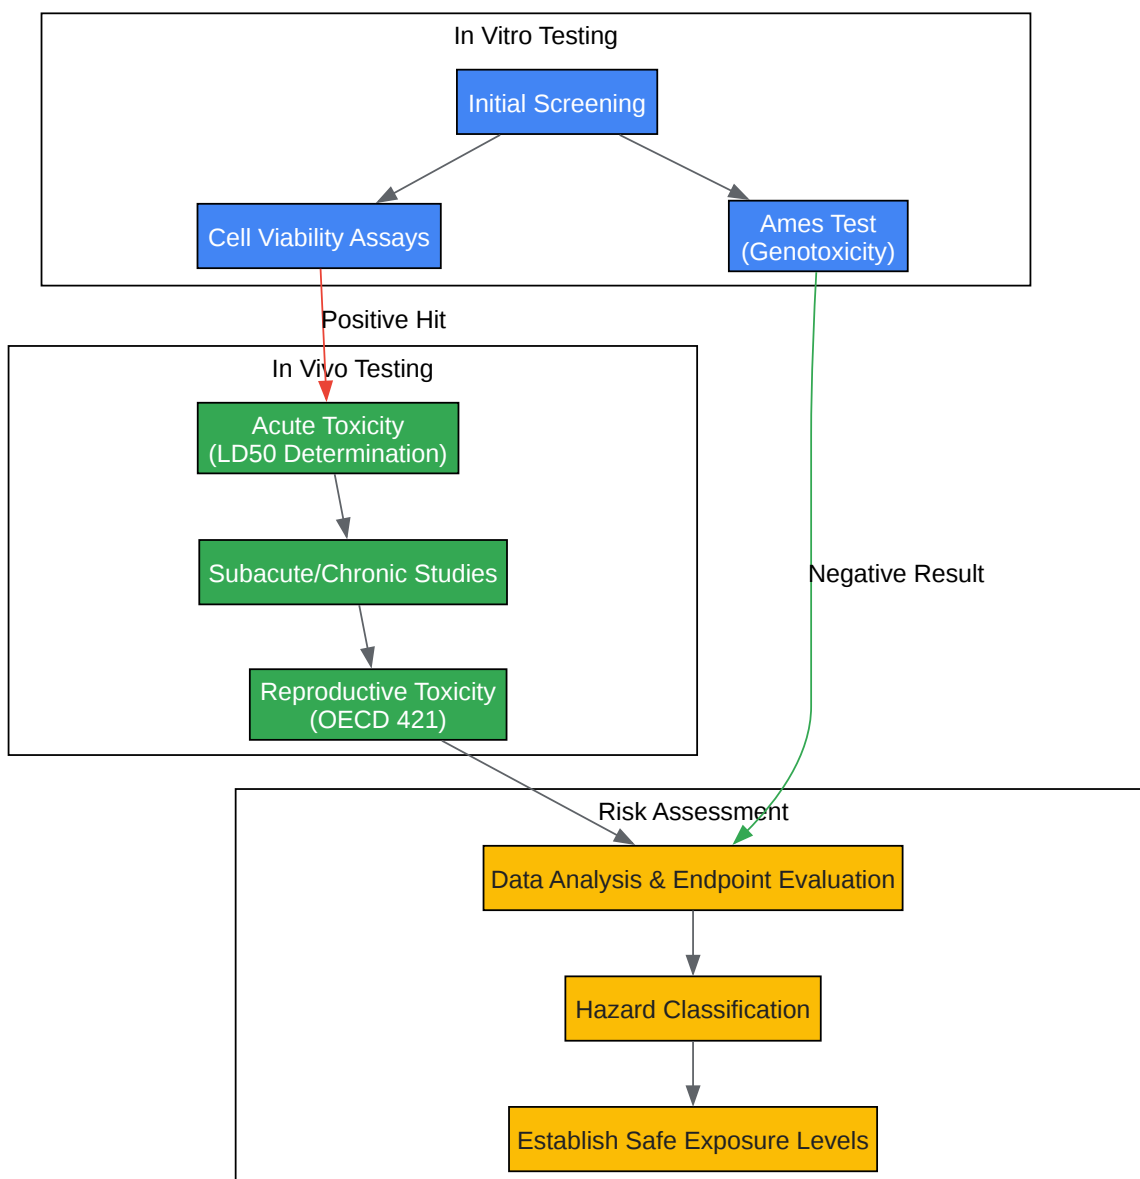 In Vitro Testing
Initial Screening
Cell Viability Assays
Ames Test
(Genotoxicity)
Positive Hit
In Vivo Testing
Acute Toxicity
(LD50 Determination)
Subacute/Chronic Studies
Negative Result
Reproductive Toxicity
(OECD 421)
Risk Assessment
Data Analysis & Endpoint Evaluation
Hazard Classification
Establish Safe Exposure Levels